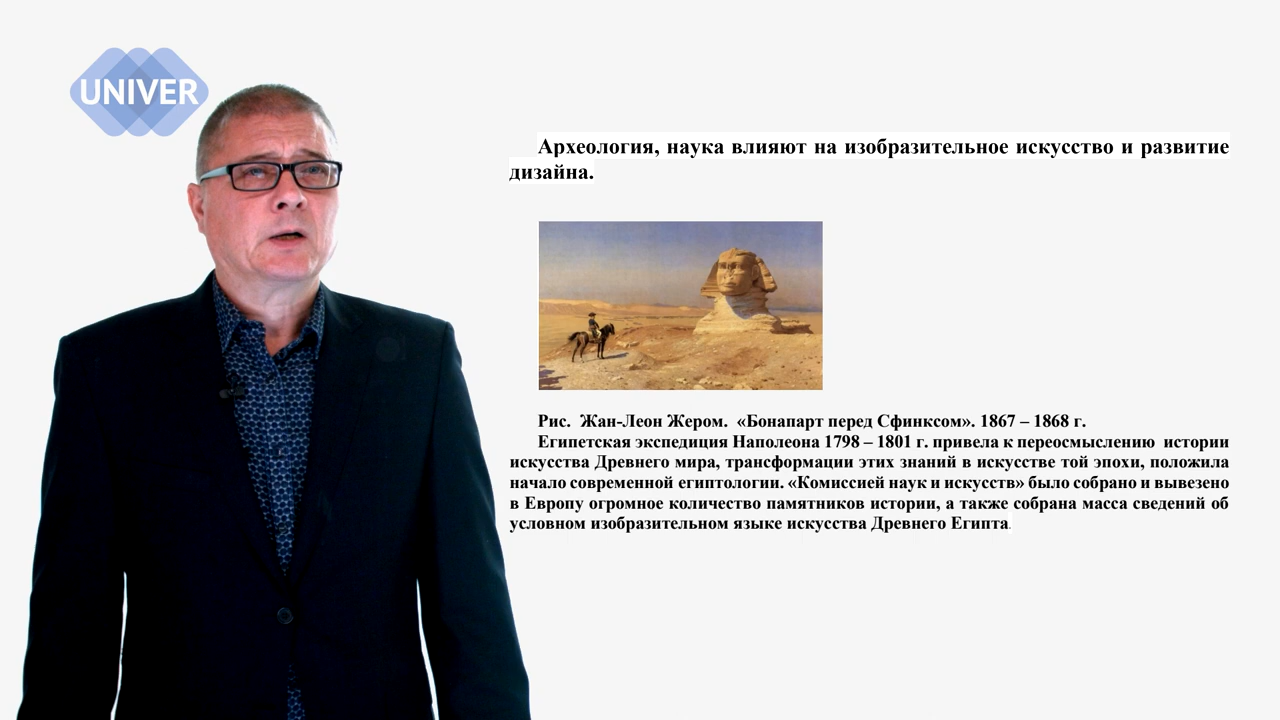 UNIVER
Археология, наука влияют на изобразительное искусство и развитие
дизайна.
Рис. Жан-Леон Жером. «Бонапарт перед Сфинксом». 1867 – 1868 г.
Египетская экспедиция Наполеона 1798 – 1801 г. привела к переосмыслению истории
искусства Древнего мира, трансформации этих знаний в искусстве той эпохи, положила
начало современной египтологии. «Комиссией наук и искусств» было собрано и вывезено
в Европу огромное количество памятников истории, а также собрана масса сведений об
условном изобразительном языке искусства Древнего Египта.